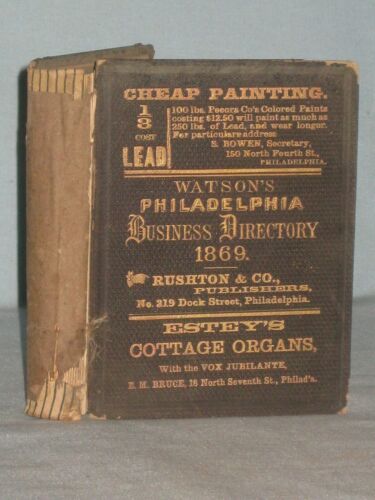 CHEAP PAINTING.
1/3 COST LEAD
100 lbs. Pecora Co's Colored Paints
costing $12.50 will paint as much as
250 lbs. of Lead, and wear longer.
For particulars address
S. BOWEN, Secretary,
150 North Fourth St.,
PHILADELPHIA.
WATSON'S
PHILADELPHIA
BUSINESS DIRECTORY
1869.
RUSHTON & CO.,
PUBLISHERS,
No. 219 Dock Street, Philadelphia.
ESTEY'S
COTTAGE ORGANS,
With the VOX JUBILANTE,
E. M. BRUCE, 18 North Seventh St., Philad'a.